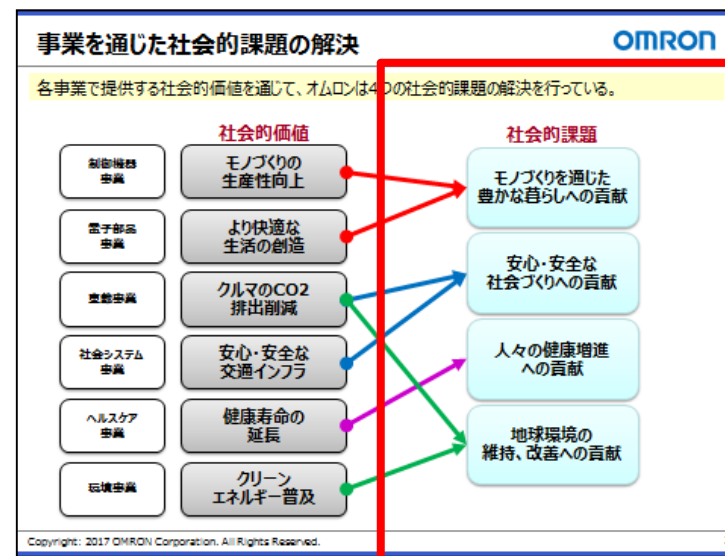 事業を通じた社会的課題の解決
OMRON
各事業で提供する社会的価値を通じて、オムロンは4つの社会的課題の解決を行っている。
社会的価値
社会的課題
制御機器
事業
モノづくりの
生産性向上
電子部品
事業
より快適な
生活の創造
車載事業
クルマのCO2
排出削減
社会システム
事業
安心・安全な
交通インフラ
ヘルスケア
事業
健康寿命の
延長
環境事業
クリーン
エネルギー普及
モノづくりを通じた
豊かな暮らしへの貢献
安心・安全な
社会づくりへの貢献
人々の健康増進
への貢献
地球環境の
維持、改善への貢献
Copyright: 2017 OMRON Corporation. All Rights Reserved.